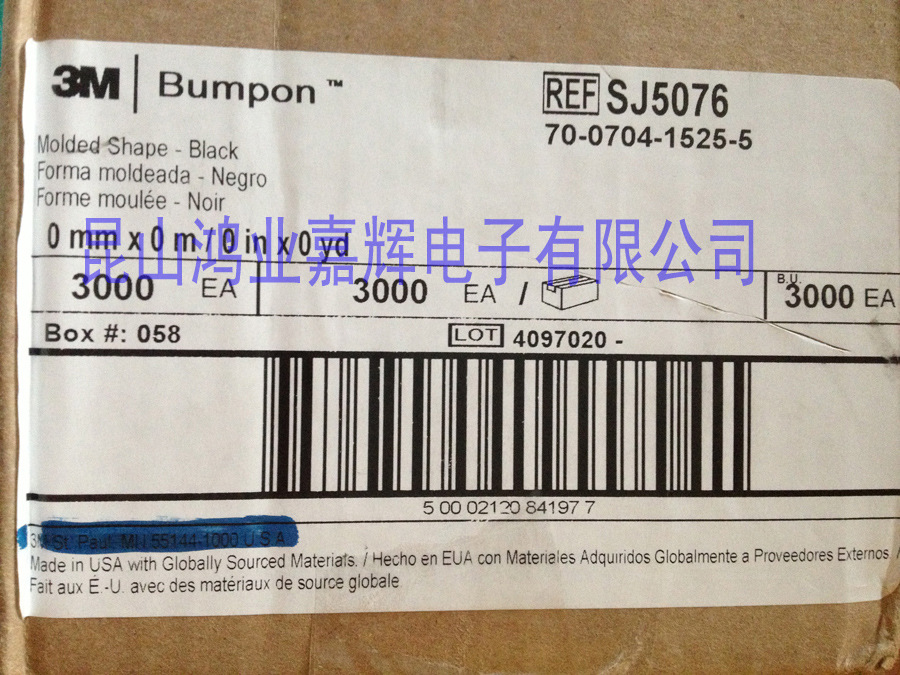 3M | Bumpon ™
REF SJ5076
70-0704-1525-5
Molded Shape - Black
Forma moldeada - Negro
Forme moulée - Noir
0 mm x 0 m / 0 in x 0 yd
昆山鸿业嘉辉电子有限公司
3000 EA
3000 EA /
B.U.
3000 EA
Box #: 058
LOT 4097020 -
5 00 02120 84197 7
3M St. Paul, MN 55144-1000 U.S.A.
Made in USA with Globally Sourced Materials. / Hecho en EUA con Materiales Adquiridos Globalmente a Proveedores Externos. /
Fait aux É.-U. avec des matériaux de source globale.